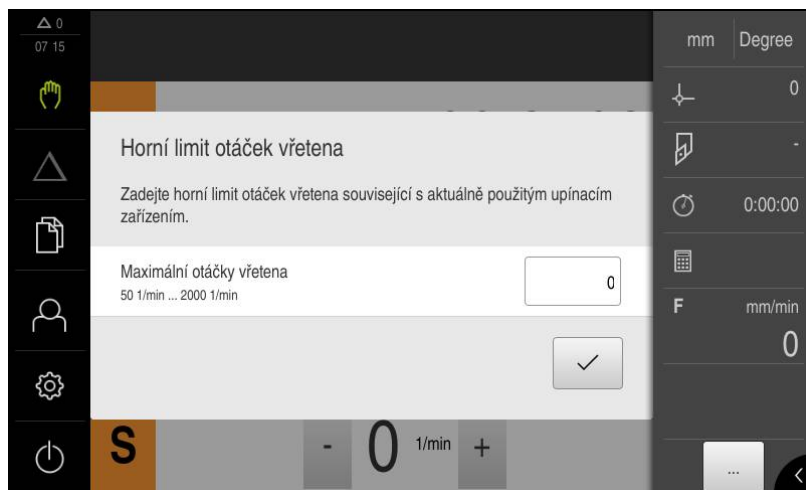 0
07 15
mm
Degree
0
Horní limit otáček vřetena
-
Zadejte horní limit otáček vřetena související s aktuálně použitým upínacím
zařízením.
0:00:00
Maximální otáčky vřetena
50 1/min ... 2000 1/min
0
F
mm/min
0
S
-
0
1/min
+
...